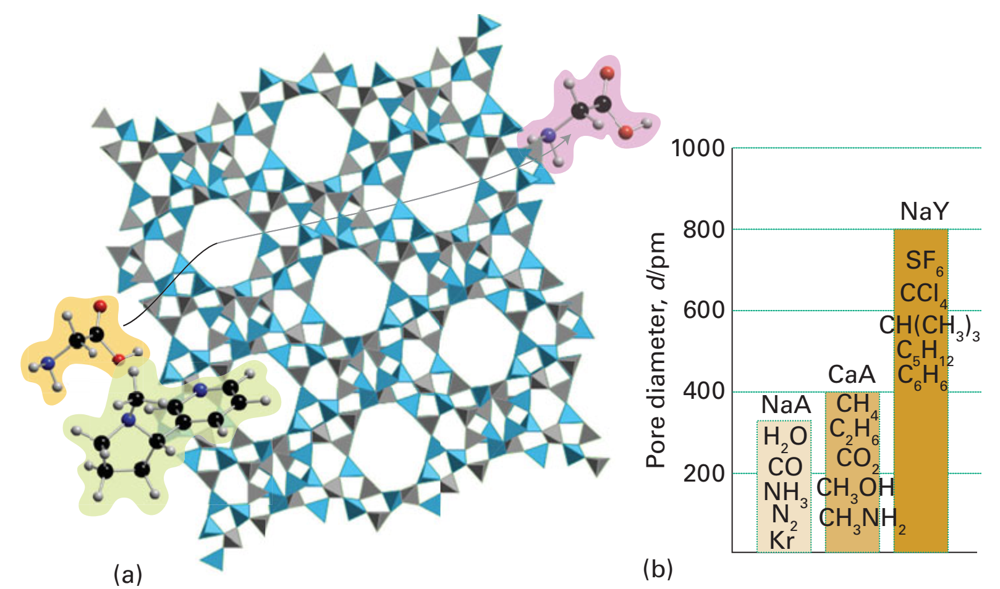 1000
800
600
400
200
Pore diameter, d/pm
NaA
H₂O
CO
NH₃
N₂
Kr
CaA
CH₄
C₂H₆
CO₂
CH₃OH
CH₃NH₂
NaY
SF₆
CCl₄
CH(CH₃)₃
C₅H₁₂
C₆H₆
(a)
(b)